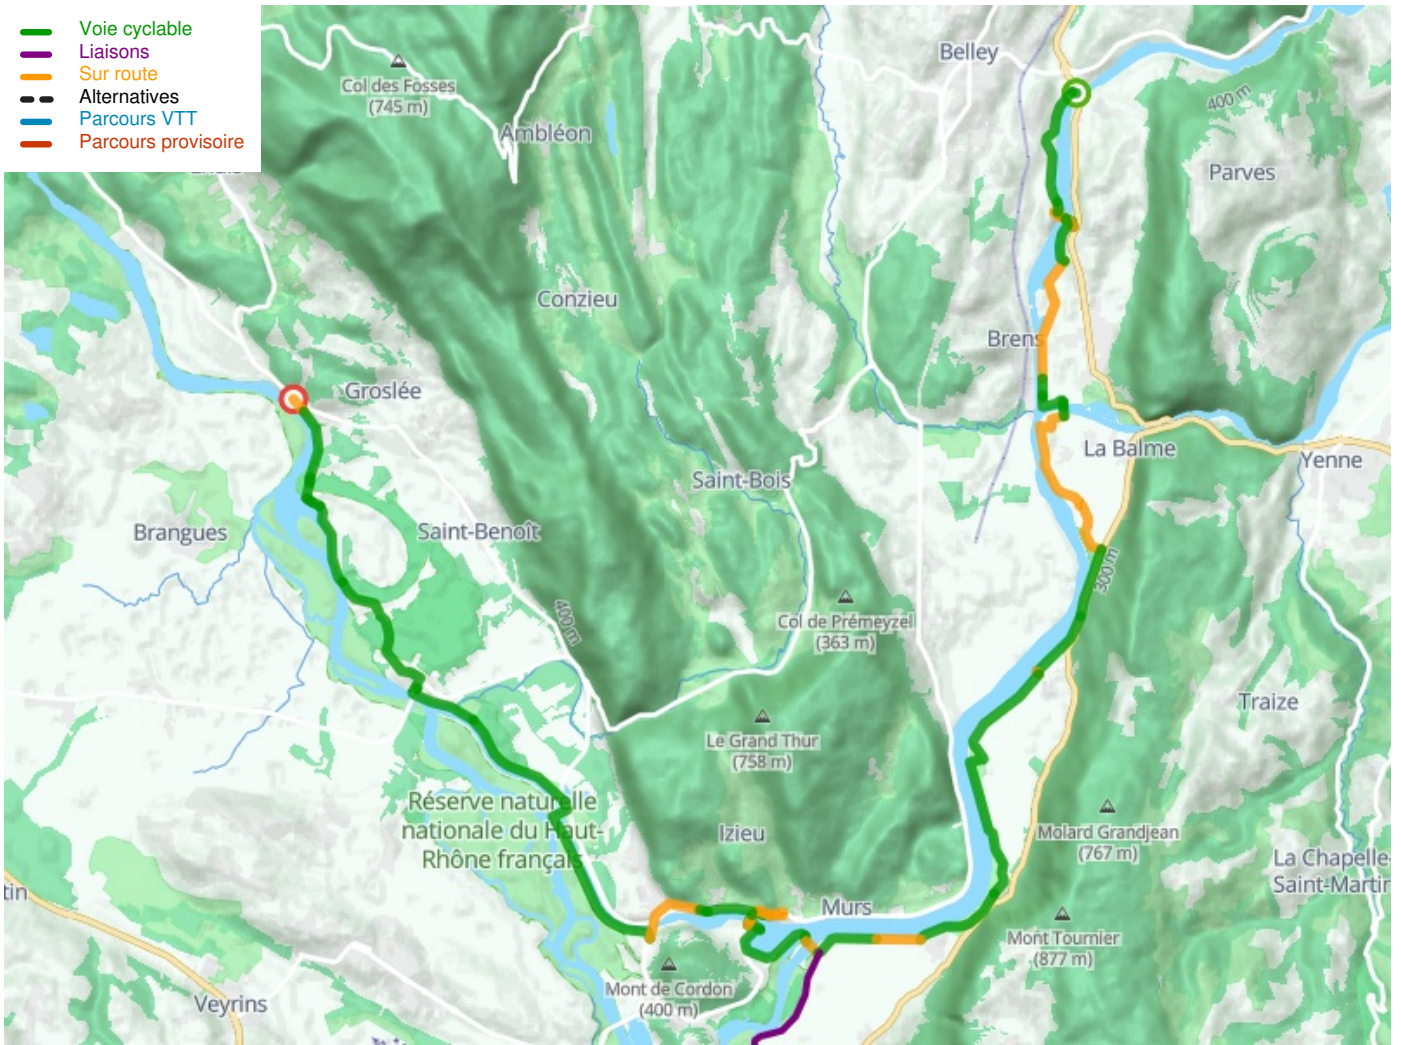 Voie cyclable
Liaisons
Sur route
Alternatives
Parcours VTT
Parcours provisoire
Belley
Col des Fosses
(745 m)
400 m
Ambléon
Parves
Conzieu
Brens
Groslée
La Balme
Yenne
Saint-Bois
Brangues
Saint-Benoît
300 m
400 m
Col de Prémeyzel
(363 m)
Traize
Le Grand Thur
(758 m)
Réserve naturelle
nationale du Haut-
Rhône français
Izieu
Molard Grandjean
(767 m)
La Chapelle-
Saint-Martin
tin
Murs
Mont Tournier
(877 m)
Mont de Cordon
(400 m)
Veyrins